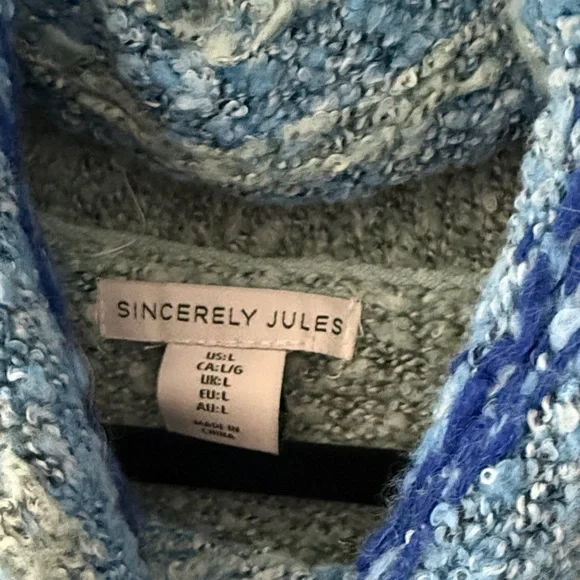 SINCERELY JULES
US: L
CA: L/G
UK: L
EU: L
AU: L
MADE IN
CHINA